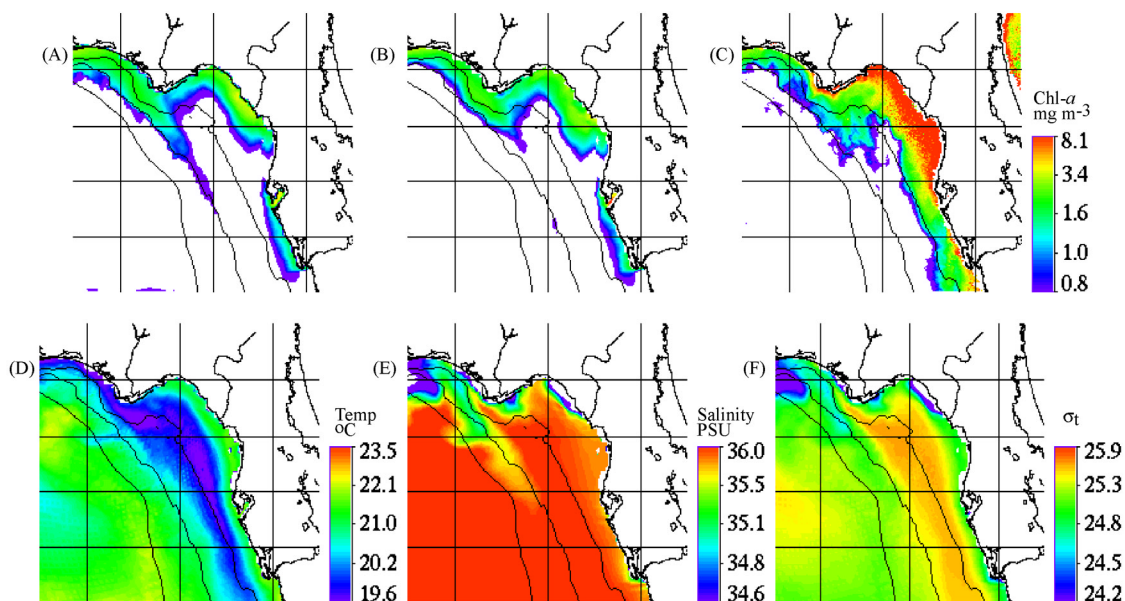 (A)
(B)
(C)
Chl-a
mg m-3
8.1
3.4
1.6
1.0
0.8
(D)
Temp
oC
23.5
22.1
21.0
20.2
19.6
(E)
Salinity
PSU
36.0
35.5
35.1
34.8
34.6
(F)
σt
25.9
25.3
24.8
24.5
24.2